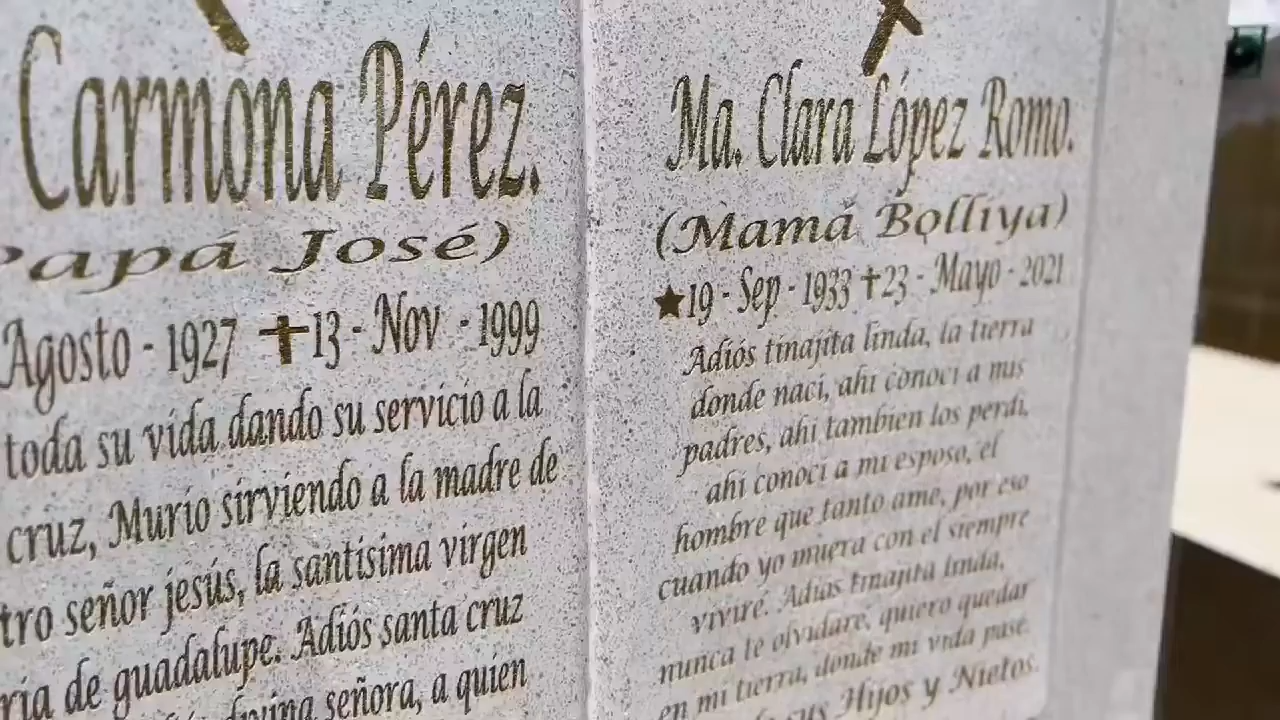 Carmona Pérez.
Papá José)
Agosto - 1927 ✝13 - Nov - 1999
toda su vida dando su servicio a la
cruz, Murio sirviendo a la madre de
tro señor jesús, la santisima virgen
ria de guadalupe. Adiós santa cruz
divina señora, a quien
Ma. Clara López Romo.
(Mamá Bolliya)
★19 - Sep - 1933 ✝23 - Mayo - 2021
Adiós tinajita linda, la tierra
donde naci, ahi conoci a mis
padres, ahi tambien los perdi,
ahi conoci a mi esposo, el
hombre que tanto ame, por eso
cuando yo muera con el siempre
viviré. Adias tinajita linda,
nunca te olvidare, quiero quedar
en mi tierra, donde mi vida pase.
sus Hijos y Nietos.